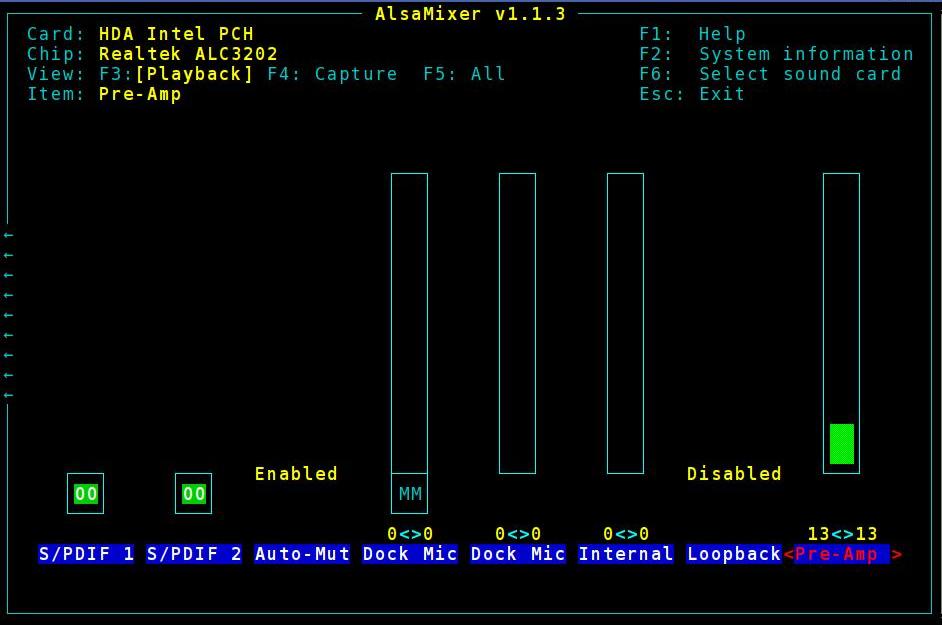 AlsaMixer v1.1.3
Card: HDA Intel PCH F1: Help
Chip: Realtek ALC3202 F2: System information
View: F3:[Playback] F4: Capture F5: All F6: Select sound card
Item: Pre-Amp Esc: Exit
←
←
←
←
←
←
←
←
←
Enabled Disabled
00 00 MM
0<>0 0<>0 0<>0 13<>13
S/PDIF 1 S/PDIF 2 Auto-Mut Dock Mic Dock Mic Internal Loopback <Pre-Amp >